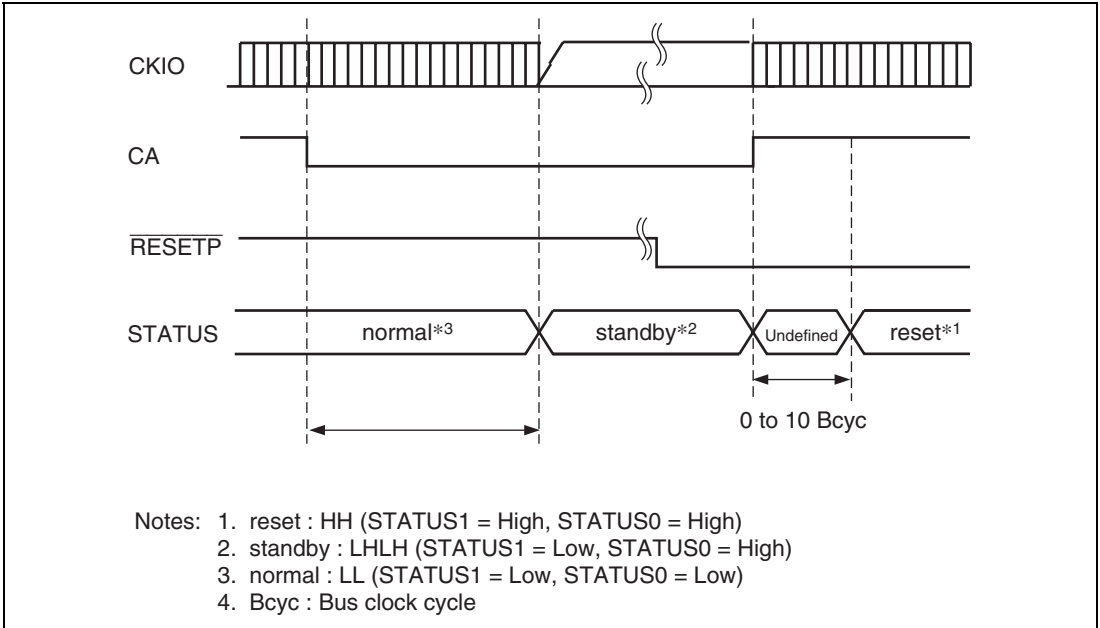 CKIO
CA
RESETP
STATUS normal*3 standby*2 Undefined reset*1
0 to 10 Bcyc
Notes: 1. reset : HH (STATUS1 = High, STATUS0 = High)
2. standby : LHLH (STATUS1 = Low, STATUS0 = High)
3. normal : LL (STATUS1 = Low, STATUS0 = Low)
4. Bcyc : Bus clock cycle